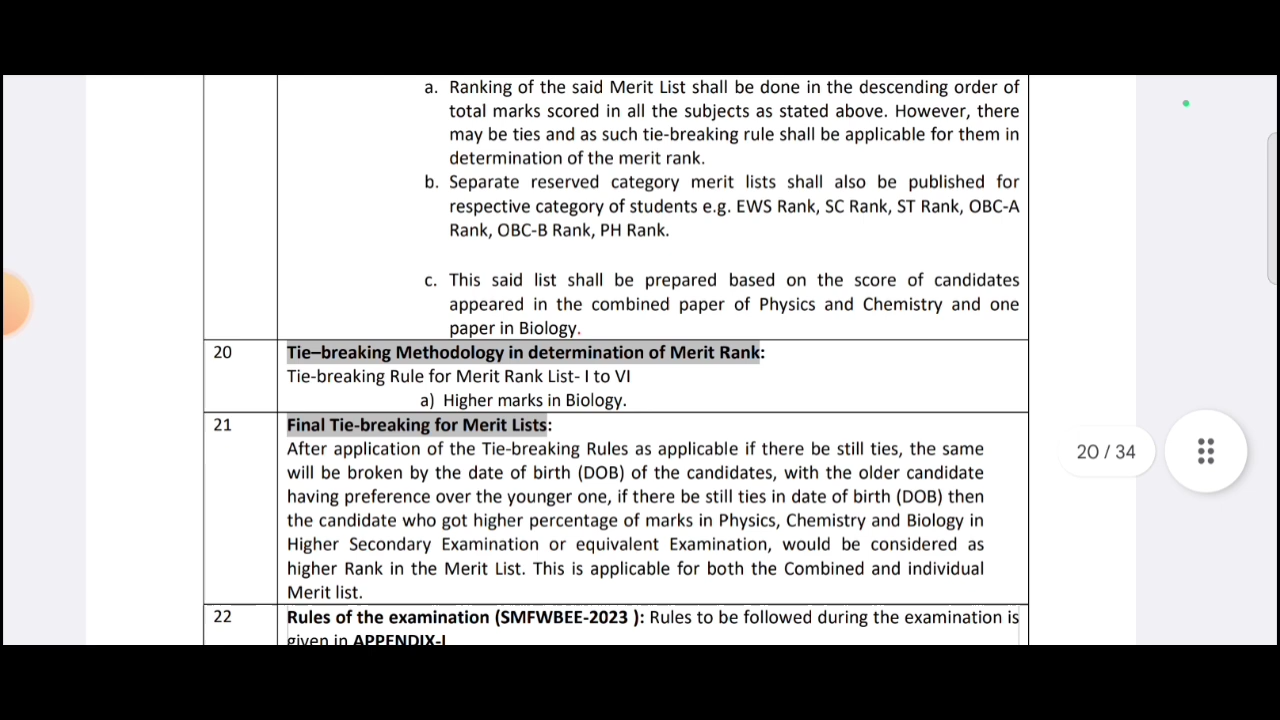 a. Ranking of the said Merit List shall be done in the descending order of
total marks scored in all the subjects as stated above. However, there
may be ties and as such tie-breaking rule shall be applicable for them in
determination of the merit rank.
b. Separate reserved category merit lists shall also be published for
respective category of students e.g. EWS Rank, SC Rank, ST Rank, OBC-A
Rank, OBC-B Rank, PH Rank.
c. This said list shall be prepared based on the score of candidates
appeared in the combined paper of Physics and Chemistry and one
paper in Biology.
20 Tie–breaking Methodology in determination of Merit Rank:
Tie-breaking Rule for Merit Rank List- I to VI
a) Higher marks in Biology.
21 Final Tie-breaking for Merit Lists:
After application of the Tie-breaking Rules as applicable if there be still ties, the same
will be broken by the date of birth (DOB) of the candidates, with the older candidate
having preference over the younger one, if there be still ties in date of birth (DOB) then
the candidate who got higher percentage of marks in Physics, Chemistry and Biology in
Higher Secondary Examination or equivalent Examination, would be considered as
higher Rank in the Merit List. This is applicable for both the Combined and individual
Merit list.
22 Rules of the examination (SMFWBEE-2023 ): Rules to be followed during the examination is
given in APPENDIX-I
20 / 34